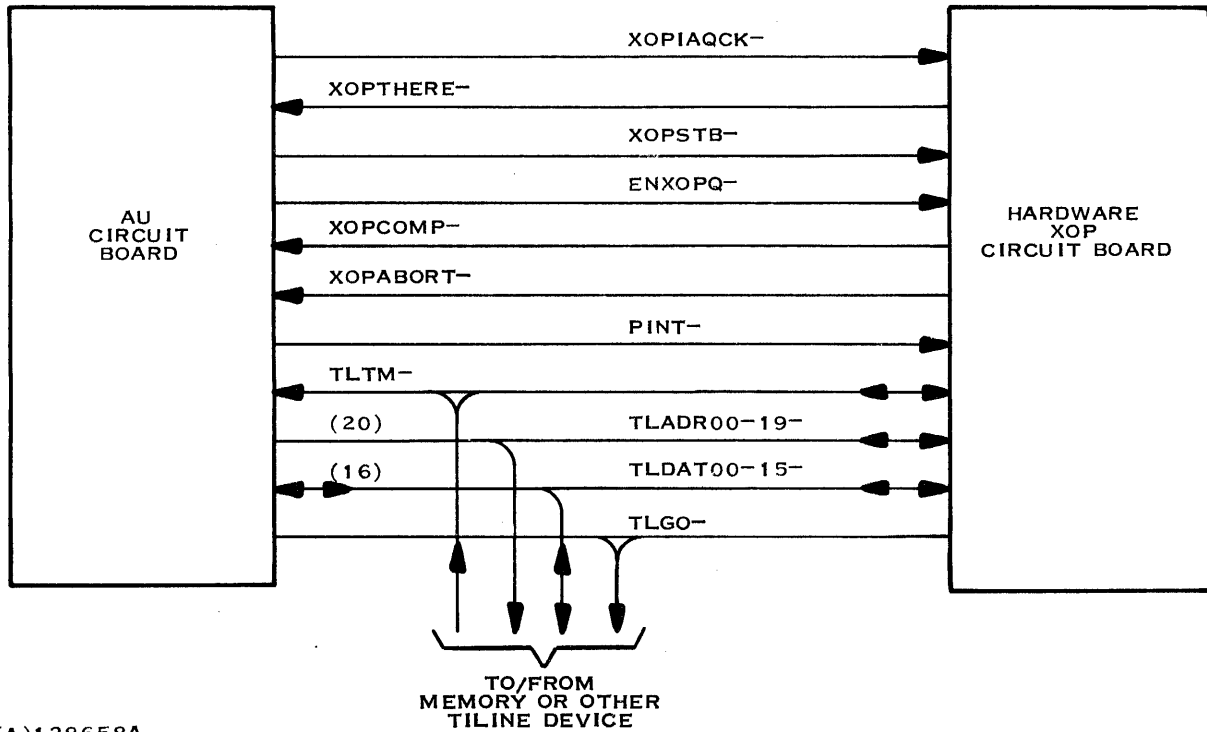 XOPIAQCK-
XOPTHERE-
XOPSTB-
ENXOPQ-
AU
CIRCUIT
BOARD
HARDWARE
XOP
CIRCUIT BOARD
XOPCOMP-
XOPABORT-
PINT-
TLTM-
(20) TLADR00-19-
(16) TLDAT00-15-
TLGO-
TO/FROM
MEMORY OR OTHER
TILINE DEVICE